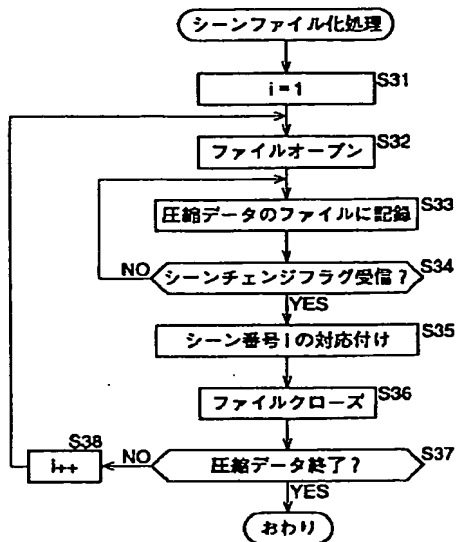 シーンファイル化処理
i=1
S31
ファイルオープン
S32
圧縮データのファイルに記録
S33
シーンチェンジフラグ受信?
S34
NO
YES
シーン番号iの対応付け
S35
ファイルクローズ
S36
圧縮データ終了?
S37
NO
i++
S38
YES
おわり